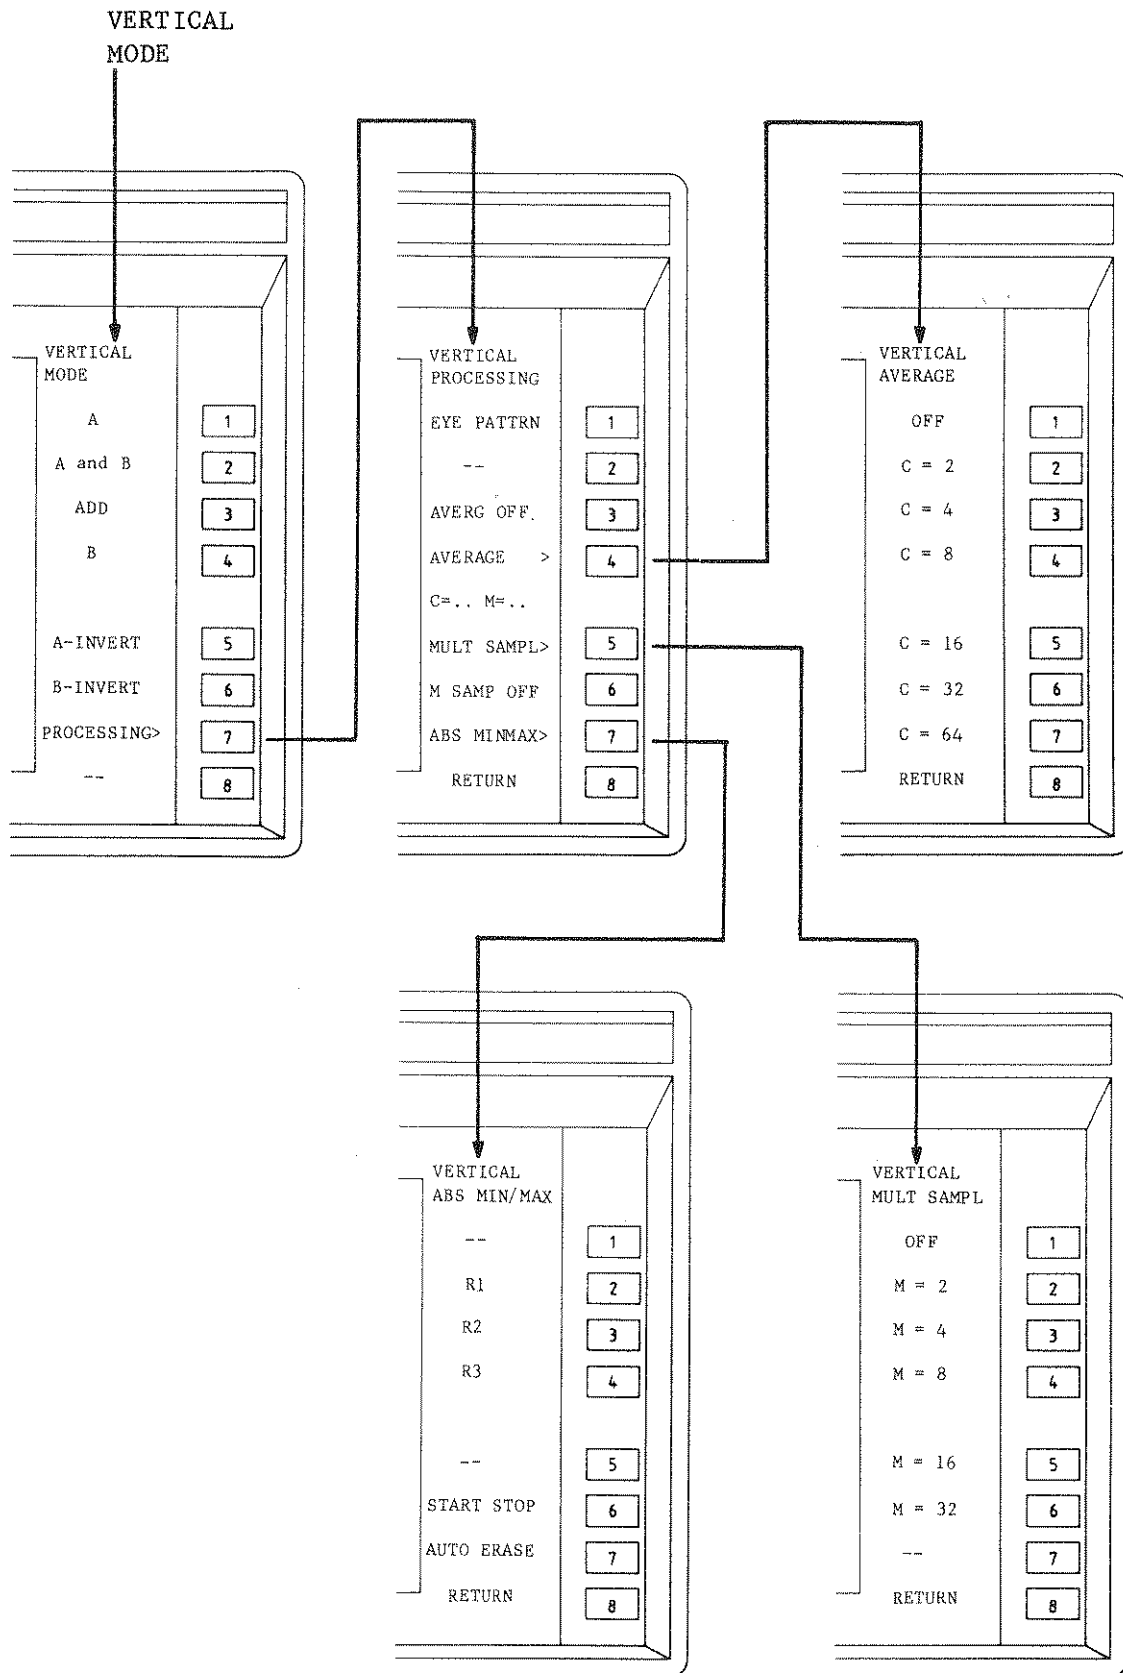 VERTICAL
MODE
VERTICAL
MODE
A 1
A and B 2
ADD 3
B 4
A-INVERT 5
B-INVERT 6
PROCESSING> 7
-- 8
VERTICAL
PROCESSING
EYE PATTRN 1
-- 2
AVERG OFF. 3
AVERAGE > 4
C=.. M=..
MULT SAMPL> 5
M SAMP OFF 6
ABS MINMAX> 7
RETURN 8
VERTICAL
AVERAGE
OFF 1
C = 2 2
C = 4 3
C = 8 4
C = 16 5
C = 32 6
C = 64 7
RETURN 8
VERTICAL
ABS MIN/MAX
-- 1
R1 2
R2 3
R3 4
-- 5
START STOP 6
AUTO ERASE 7
RETURN 8
VERTICAL
MULT SAMPL
OFF 1
M = 2 2
M = 4 3
M = 8 4
M = 16 5
M = 32 6
-- 7
RETURN 8